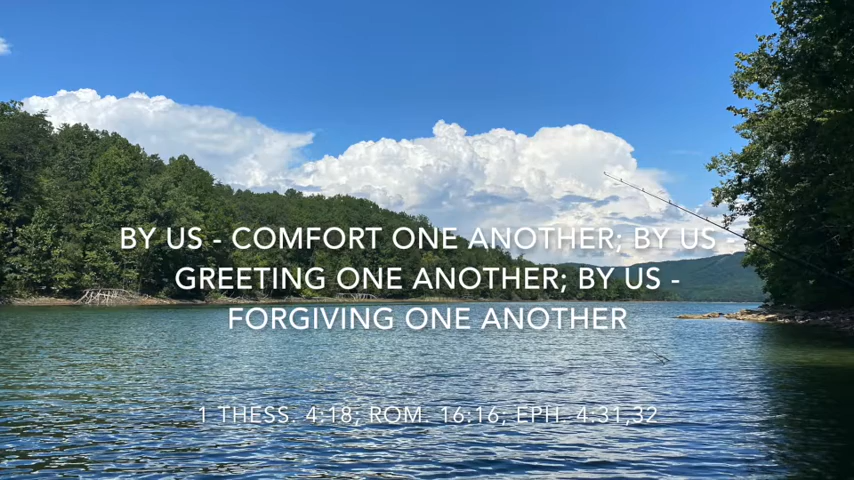 BY US - COMFORT ONE ANOTHER; BY US -
GREETING ONE ANOTHER; BY US -
FORGIVING ONE ANOTHER
1 THESS. 4:18; ROM. 16:16; EPH. 4:31,32